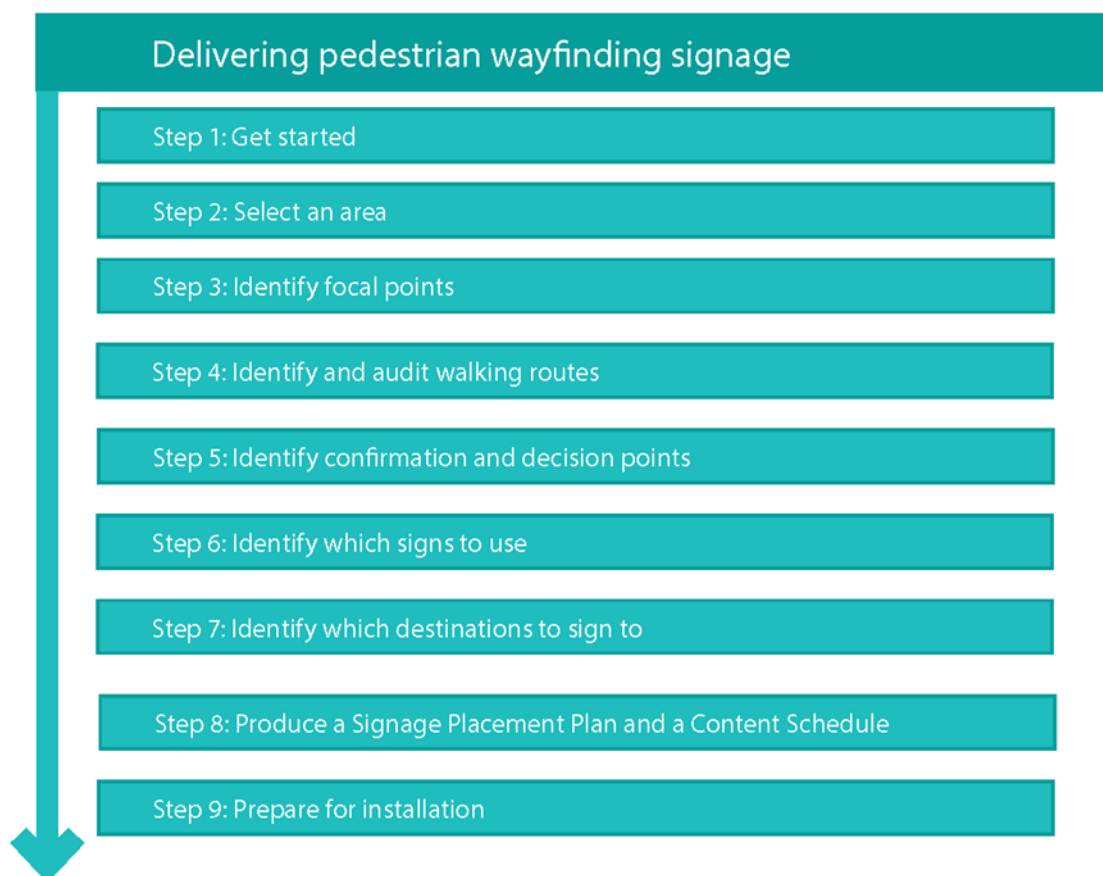 Delivering pedestrian wayfinding signage
Step 1: Get started
Step 2: Select an area
Step 3: Identify focal points
Step 4: Identify and audit walking routes
Step 5: Identify confirmation and decision points
Step 6: Identify which signs to use
Step 7: Identify which destinations to sign to
Step 8: Produce a Signage Placement Plan and a Content Schedule
Step 9: Prepare for installation